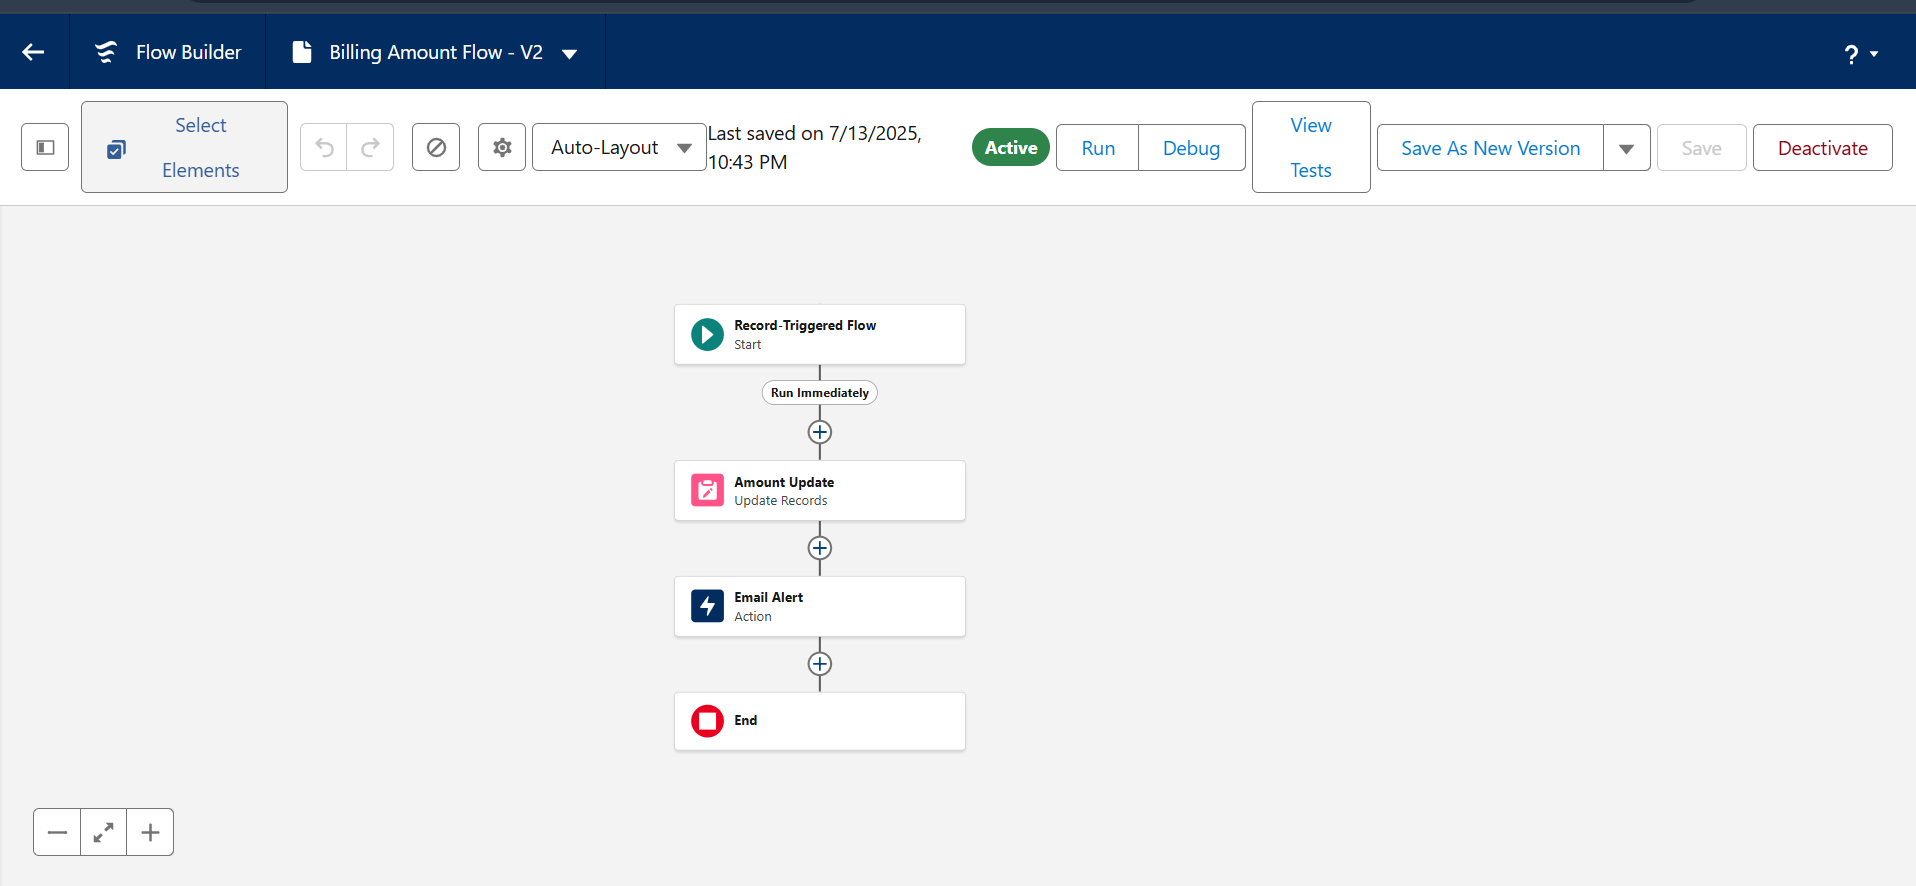 Flow Builder
Billing Amount Flow - V2
?
Select
Elements
Auto-Layout
Last saved on 7/13/2025,
10:43 PM
Active
Run
Debug
View
Tests
Save As New Version
Save
Deactivate
Record-Triggered Flow
Start
Run Immediately
Amount Update
Update Records
Email Alert
Action
End